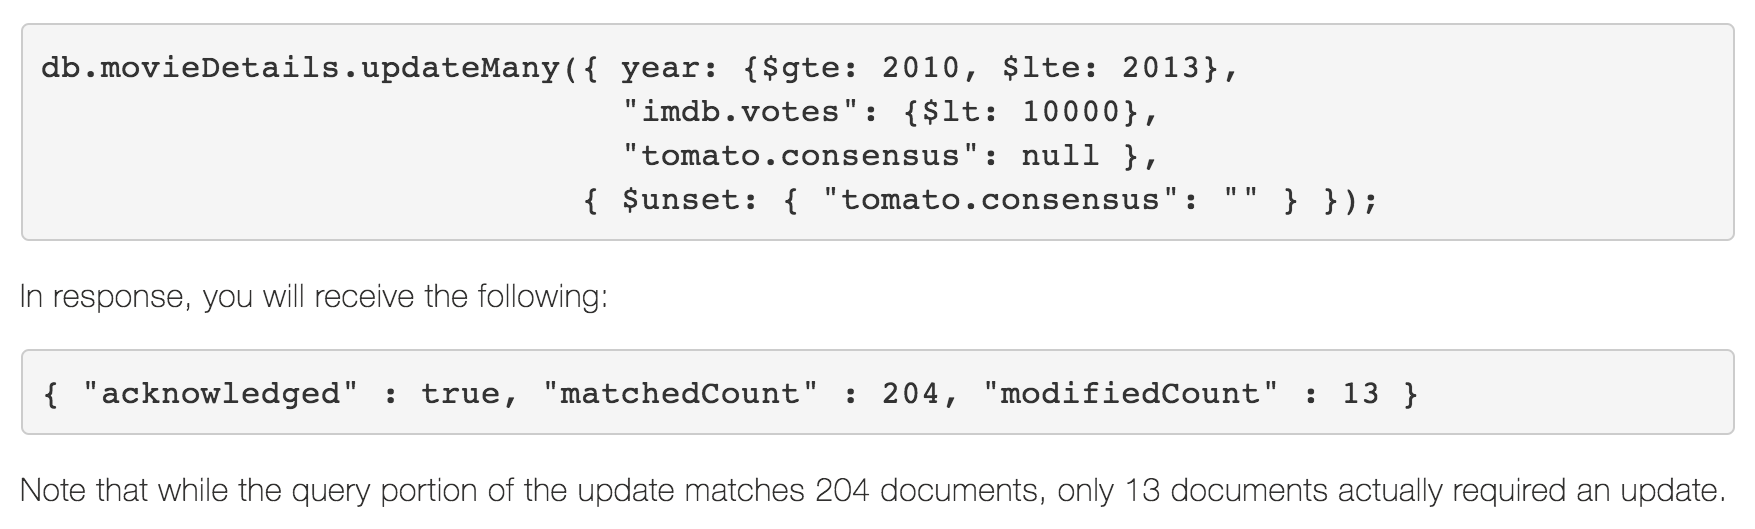 db.movieDetails.updateMany({ year: {$gte: 2010, $lte: 2013},
"imdb.votes": {$lt: 10000},
"tomato.consensus": null },
{ $unset: { "tomato.consensus": "" } });
In response, you will receive the following:
{ "acknowledged" : true, "matchedCount" : 204, "modifiedCount" : 13 }
Note that while the query portion of the update matches 204 documents, only 13 documents actually required an update.